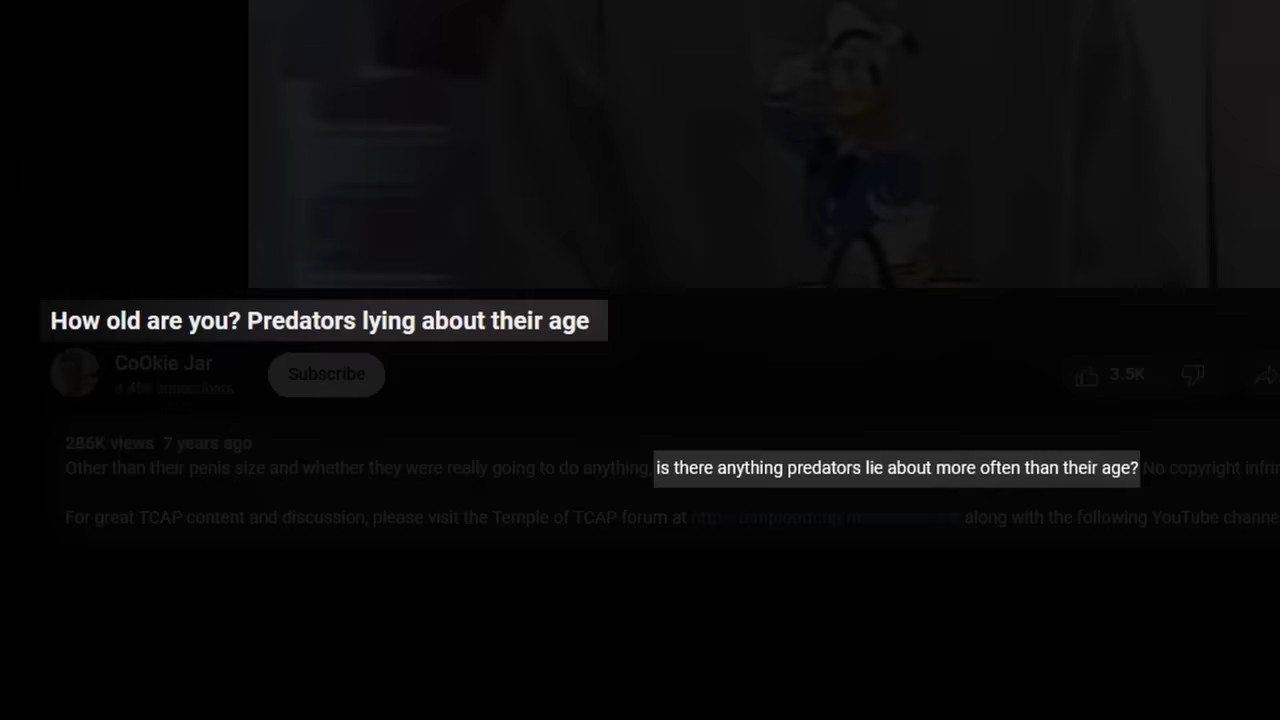 How old are you? Predators lying about their age
CoOkie Jar
Subscribe
3.5K
286K views 7 years ago
Other than their penis size and whether they were really going to do anything, is there anything predators lie about more often than their age? No copyright
For great TCAP content and discussion, please visit the Temple of TCAP forum at along with the following YouTube